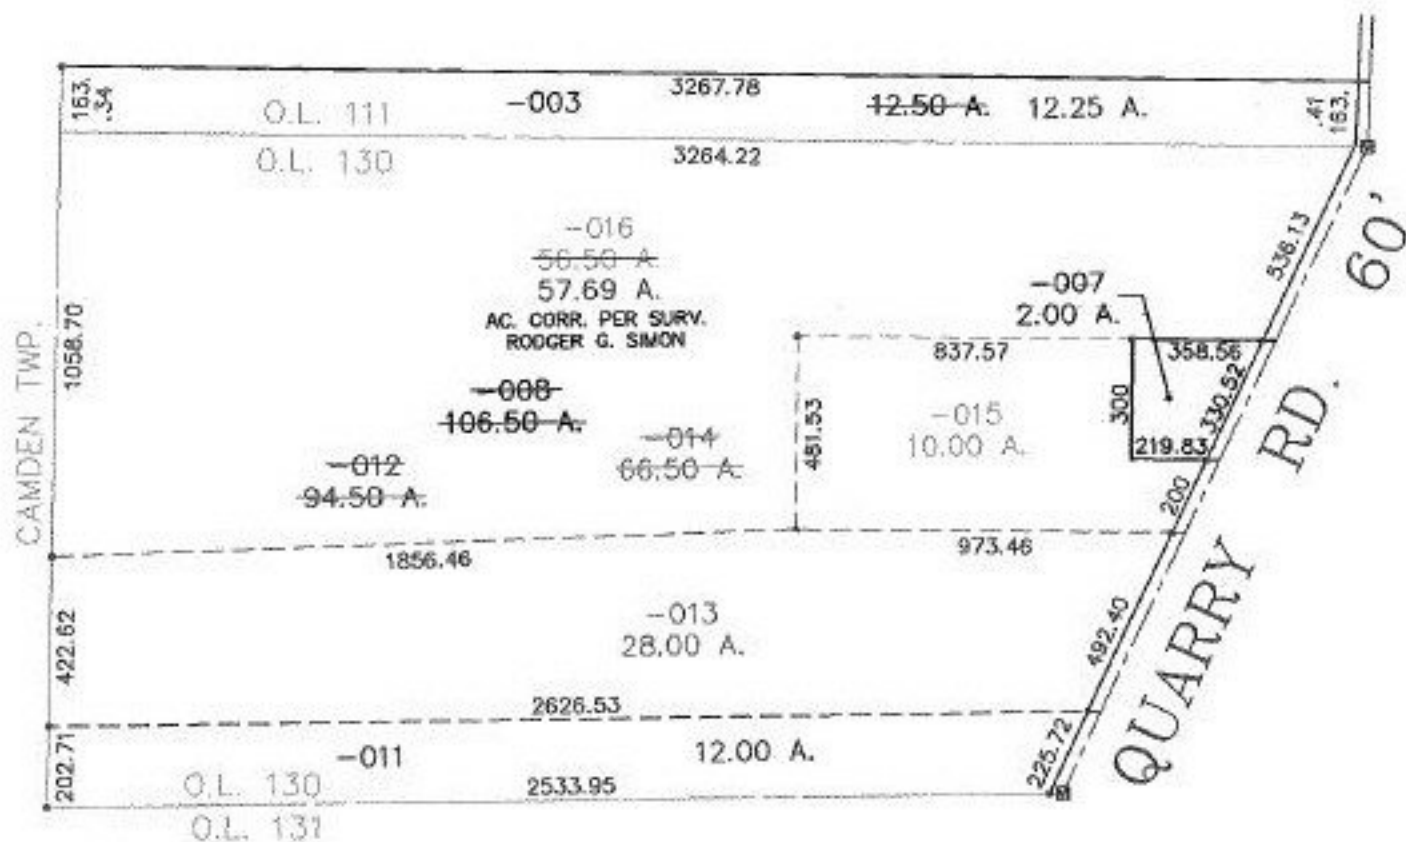 163.
.34
O.L. 111
-003
3267.78
12.50 A.
12.25 A.
.41
163.
O.L. 130
3264.22
-016
56.50 A.
57.69 A.
AC. CORR. PER SURV.
RODGER G. SIMON
536.13
60'
-007
2.00 A.
CAMDEN TWP.
1058.70
837.57
358.56
-008
106.50 A.
481.53
-015
10.00 A.
300
330.52
219.83
-014
66.50 A.
-012
94.50 A.
200
QUARRY RD.
1856.46
973.46
-013
28.00 A.
422.62
492.40
2626.53
202.71
-011
12.00 A.
225.72
O.L. 130
2533.95
O.L. 131